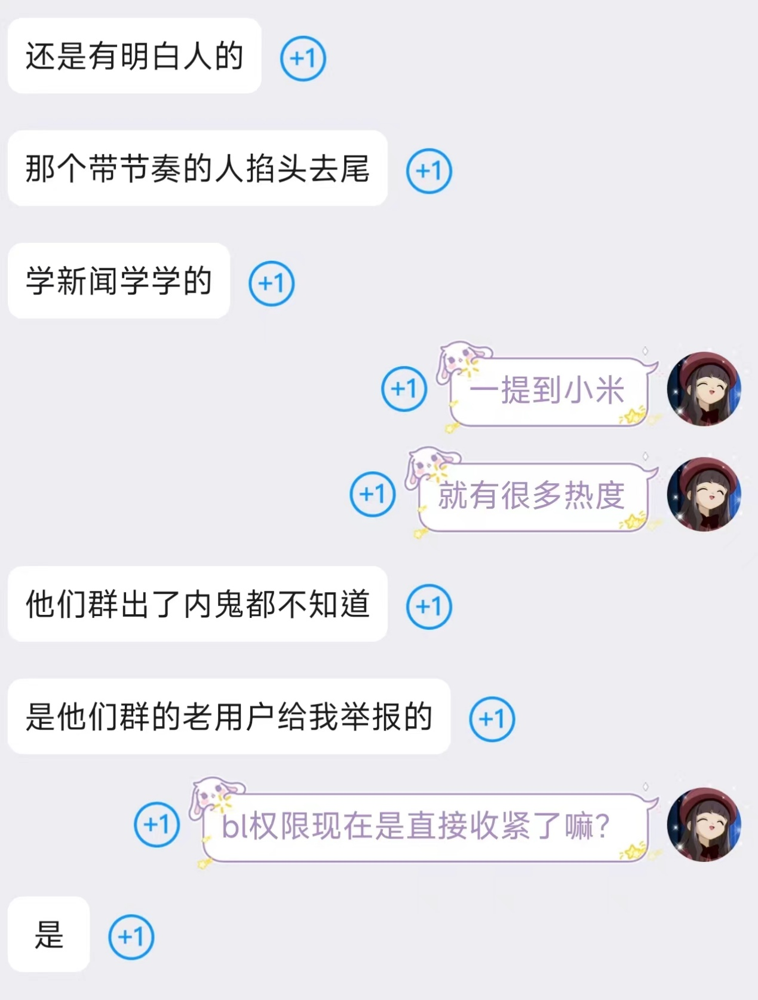 还是有明白人的
+1
那个带节奏的人掐头去尾
+1
学新闻学学的
+1
+1
一提到小米
+1
就有很多热度
他们群出了内鬼都不知道
+1
是他们群的老用户给我举报的
+1
+1
bl权限现在是直接收紧了嘛?
是
+1